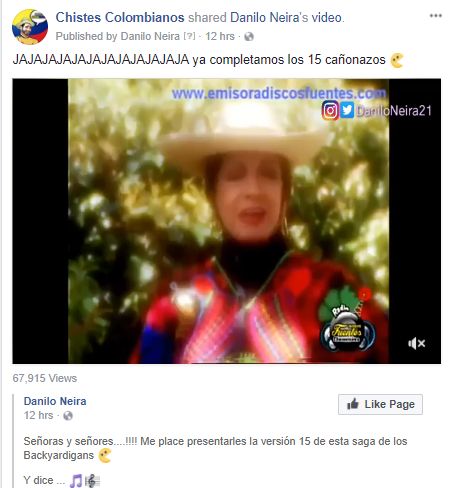 Chistes Colombianos shared Danilo Neira's video.
Published by Danilo Neira [?] · 12 hrs ·
JAJAJAJAJAJAJAJAJAJAJAJA ya completamos los 15 cañonazos
www.emisoradiscosfuentes.com
DaniloNeira21
Radio
Fuentes
67,915 Views
Danilo Neira
12 hrs ·
Like Page
Señoras y señores....!!!! Me place presentarles la versión 15 de esta saga de los
Backyardigans
Y dice ...